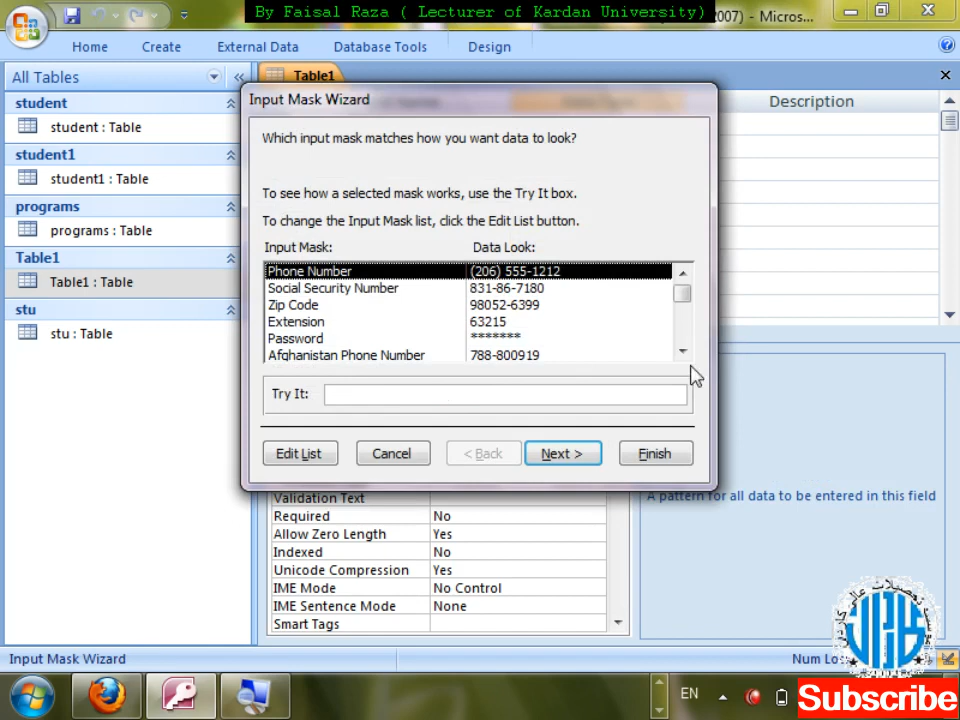 By Faisal Raza ( Lecturer of Kardan University)
2007) - Micros...
Home Create External Data Database Tools Design
All Tables
Table1
student
student : Table
student1
student1 : Table
programs
programs : Table
Table1
Table1 : Table
stu
stu : Table
Description
Input Mask Wizard
Which input mask matches how you want data to look?
To see how a selected mask works, use the Try It box.
To change the Input Mask list, click the Edit List button.
Input Mask: Data Look:
Phone Number (206) 555-1212
Social Security Number 831-86-7180
Zip Code 98052-6399
Extension 63215
Password *******
Afghanistan Phone Number 788-800919
Try It:
Edit List Cancel < Back Next > Finish
Validation Text
Required No
Allow Zero Length Yes
Indexed No
Unicode Compression Yes
IME Mode No Control
IME Sentence Mode None
Smart Tags
A pattern for all data to be entered in this field
Input Mask Wizard
Num Lo
EN
Subscribe